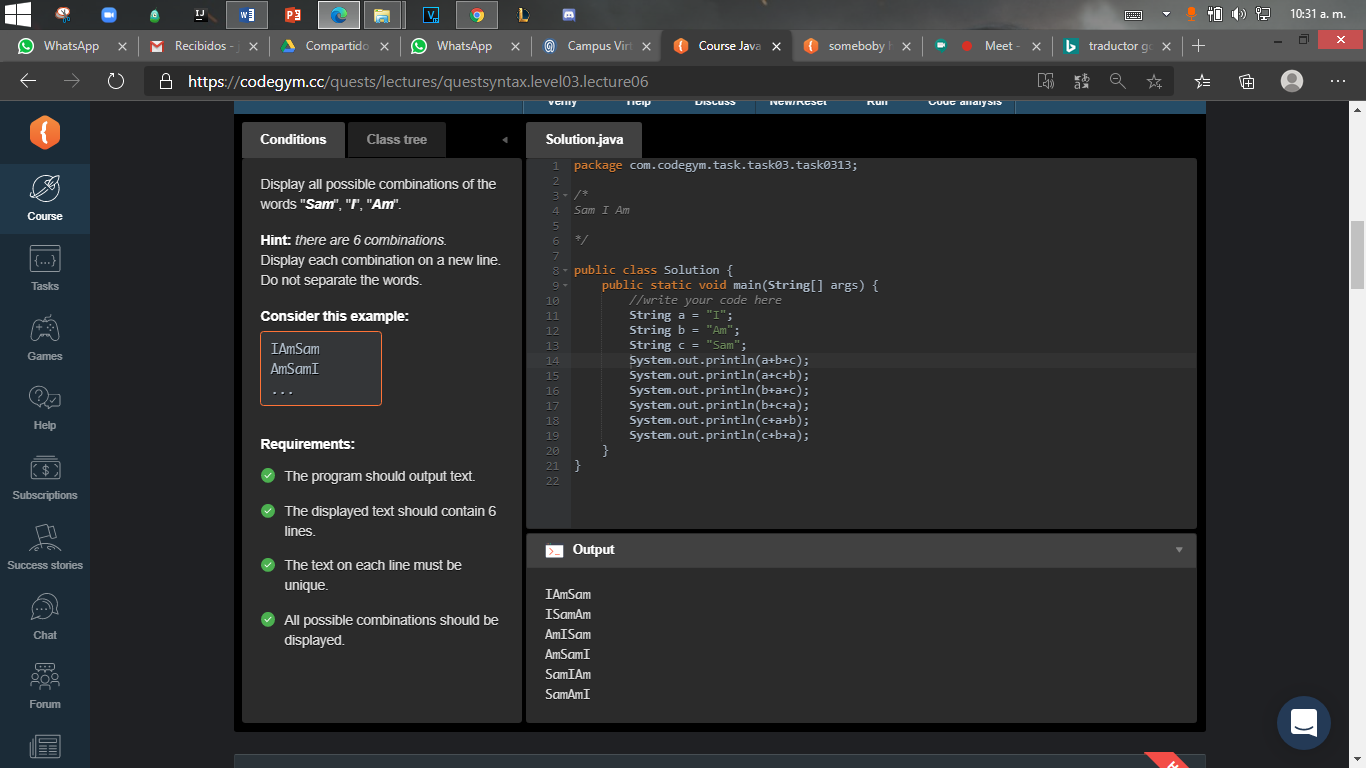 10:31 a. m.
WhatsApp
Recibidos - j
Compartido
WhatsApp
Campus Virt
Course Java
someboby h
Meet -
traductor go
https://codegym.cc/quests/lectures/questsyntax.level03.lecture06
Verify Help Discuss New/Reset Run Code analysis
Course
Tasks
Games
Help
Subscriptions
Success stories
Chat
Forum
Conditions
Class tree
Display all possible combinations of the
words "Sam", "I", "Am".
Hint: there are 6 combinations.
Display each combination on a new line.
Do not separate the words.
Consider this example:
IAmSam
AmSamI
...
Requirements:
The program should output text.
The displayed text should contain 6
lines.
The text on each line must be
unique.
All possible combinations should be
displayed.
Solution.java
1 package com.codegym.task.task03.task0313;
2
3 /*
4 Sam I Am
5
6 */
7
8 public class Solution {
9 public static void main(String[] args) {
10 //write your code here
11 String a = "I";
12 String b = "Am";
13 String c = "Sam";
14 System.out.println(a+b+c);
15 System.out.println(a+c+b);
16 System.out.println(b+a+c);
17 System.out.println(b+c+a);
18 System.out.println(c+a+b);
19 System.out.println(c+b+a);
20 }
21 }
22
Output
IAmSam
ISamAm
AmISam
AmSamI
SamIAm
SamAmI